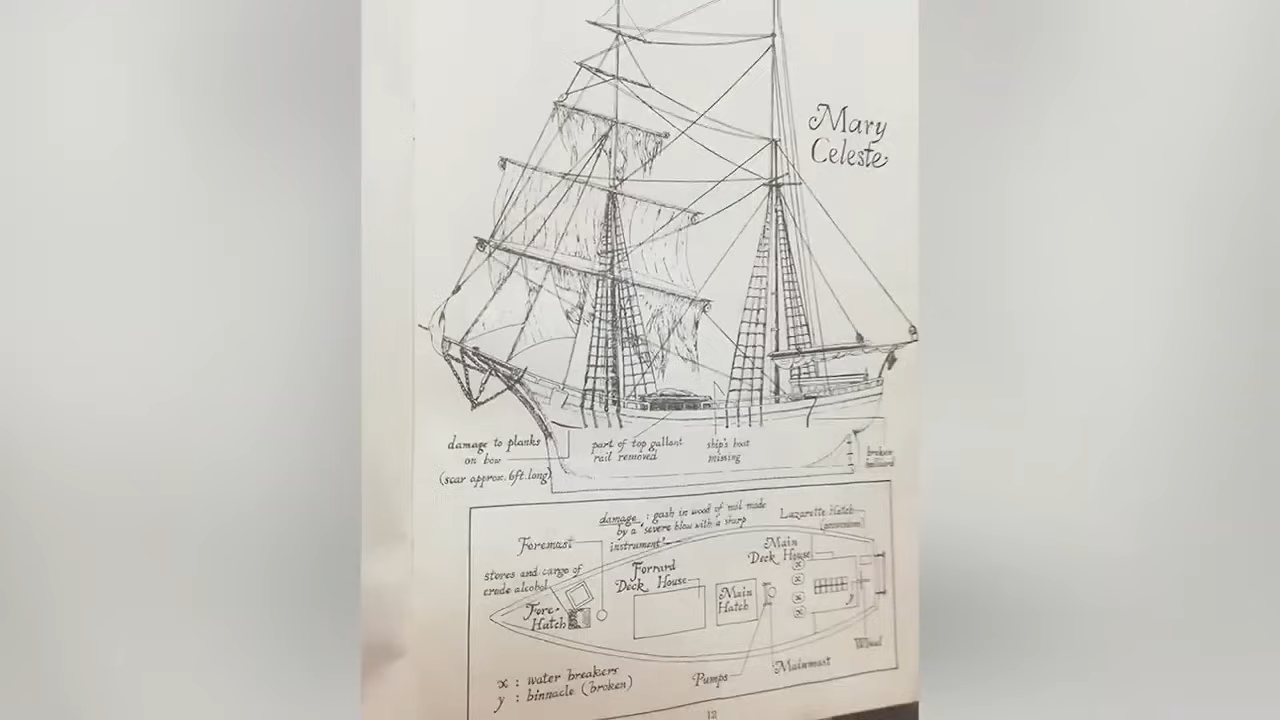 Mary
Celeste
damage to planks
on bow
(scar approx. 6ft. long)
part of top gallant
rail removed
ship's boat
missing
broken
halliard
damage : gash in wood of rail made
by a severe blow with a sharp
instrument!
Lazarette Hatch
Foremast
Main
Deck House
stores and cargo of
crude alcohol
Forrard
Deck House
Fore-
Hatch
Main
Hatch
x
x
x
x
y
Wheel
x : water breakers
y : binnacle (broken)
Pumps
Mainmast
12